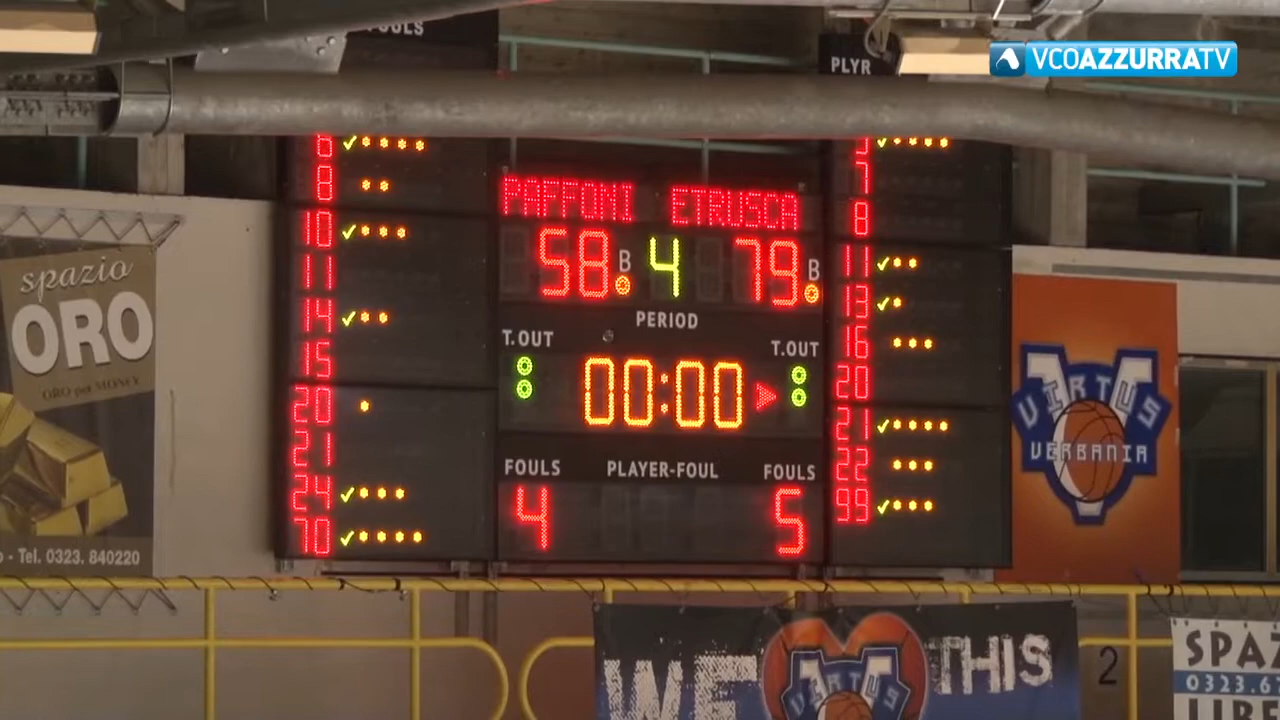 FOULS
PLYR
VCOAZZURRATV
6
8
10
11
14
15
20
21
24
70
PAFFONI ETRUSCA
58 B 4 79 B
PERIOD
T.OUT T.OUT
00:00
FOULS PLAYER-FOUL FOULS
4 5
7
8
11
13
16
20
21
22
99
spazio
ORO
ORO per MONEY
- Tel. 0323. 840220
VIRTUS
VERBANIA
WE THIS
VIRTUS
2
SPAZ
0323.6
LIBE